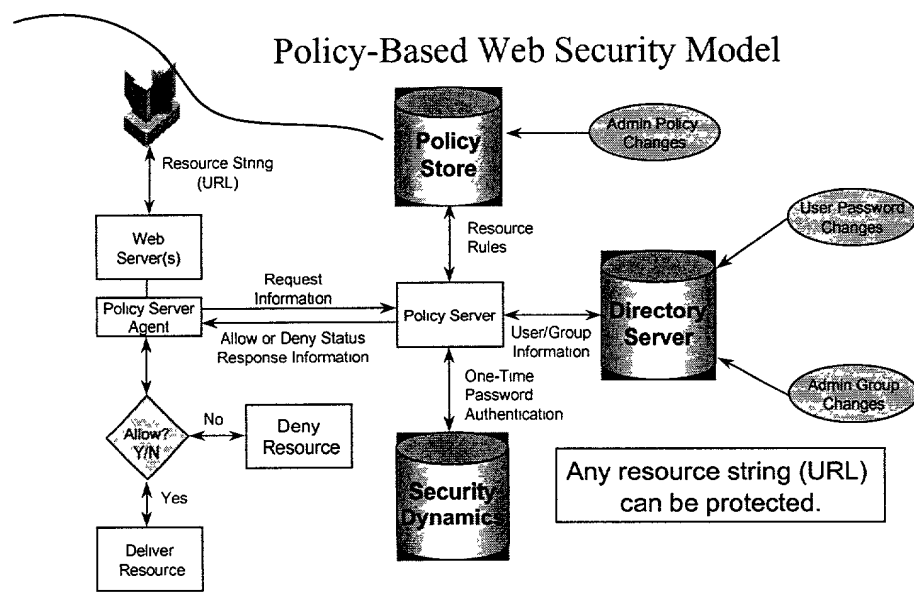 Policy-Based Web Security Model
Policy
Store
Admin Policy
Changes
Resource String
(URL)
User Password
Changes
Web
Server(s)
Resource
Rules
Request
Information
Policy Server
Agent
Policy Server
Directory
Server
Allow or Deny Status
Response Information
User/Group
Information
One-Time
Password
Authentication
Admin Group
Changes
Allow?
Y/N
No
Deny
Resource
Security
Dynamics
Any resource string (URL)
can be protected.
Yes
Deliver
Resource